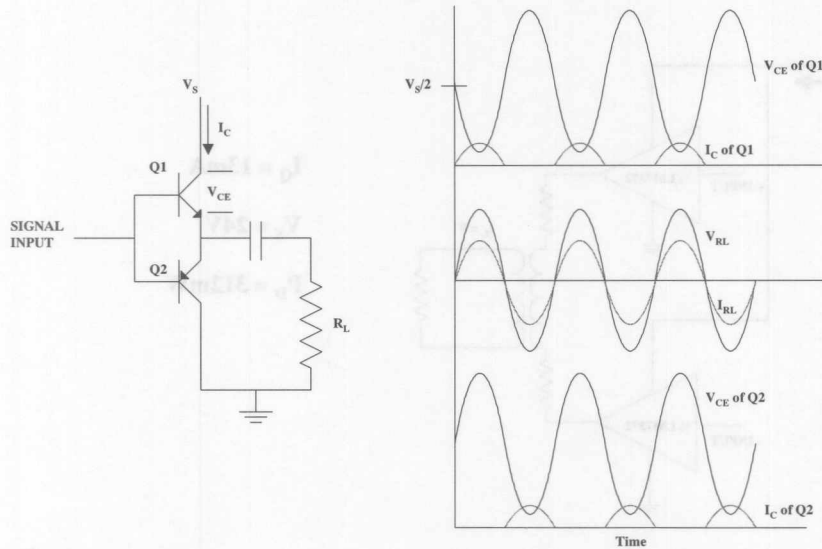 V_S
I_C
Q1
V_CE
SIGNAL
INPUT
Q2
R_L
V_CE of Q1
V_S/2
I_C of Q1
V_RL
I_RL
V_CE of Q2
I_C of Q2
Time